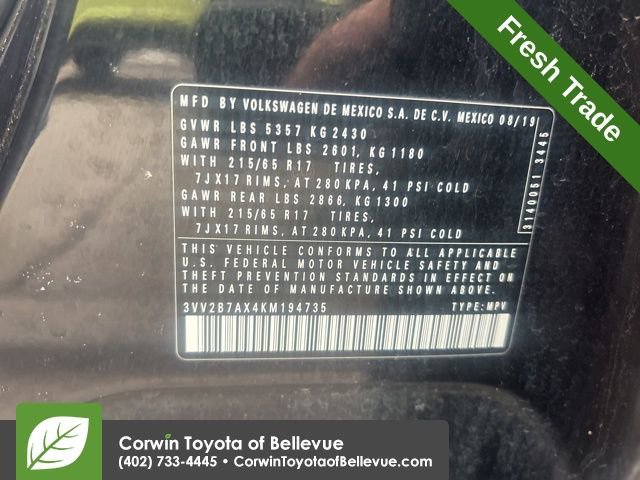 Fresh Trade
MFD BY VOLKSWAGEN DE MEXICO S.A. DE C.V. MEXICO 08/19
GVWR LBS 5357 KG 2430
GAWR FRONT LBS 2601, KG 1180
WITH 215/65 R17 TIRES,
7JX17 RIMS, AT 280 KPA, 41 PSI COLD
GAWR REAR LBS 2866, KG 1300
WITH 215/65 R17 TIRES,
7JX17 RIMS, AT 280 KPA, 41 PSI COLD
3140051 3445
THIS VEHICLE CONFORMS TO ALL APPLICABLE
U.S. FEDERAL MOTOR VEHICLE SAFETY AND
THEFT PREVENTION STANDARDS IN EFFECT ON
THE DATE OF MANUFACTURE SHOWN ABOVE.
3VV2B7AX4KM194735 TYPE: MPV
Corwin Toyota of Bellevue
(402) 733-4445 • CorwinToyotaofBellevue.com